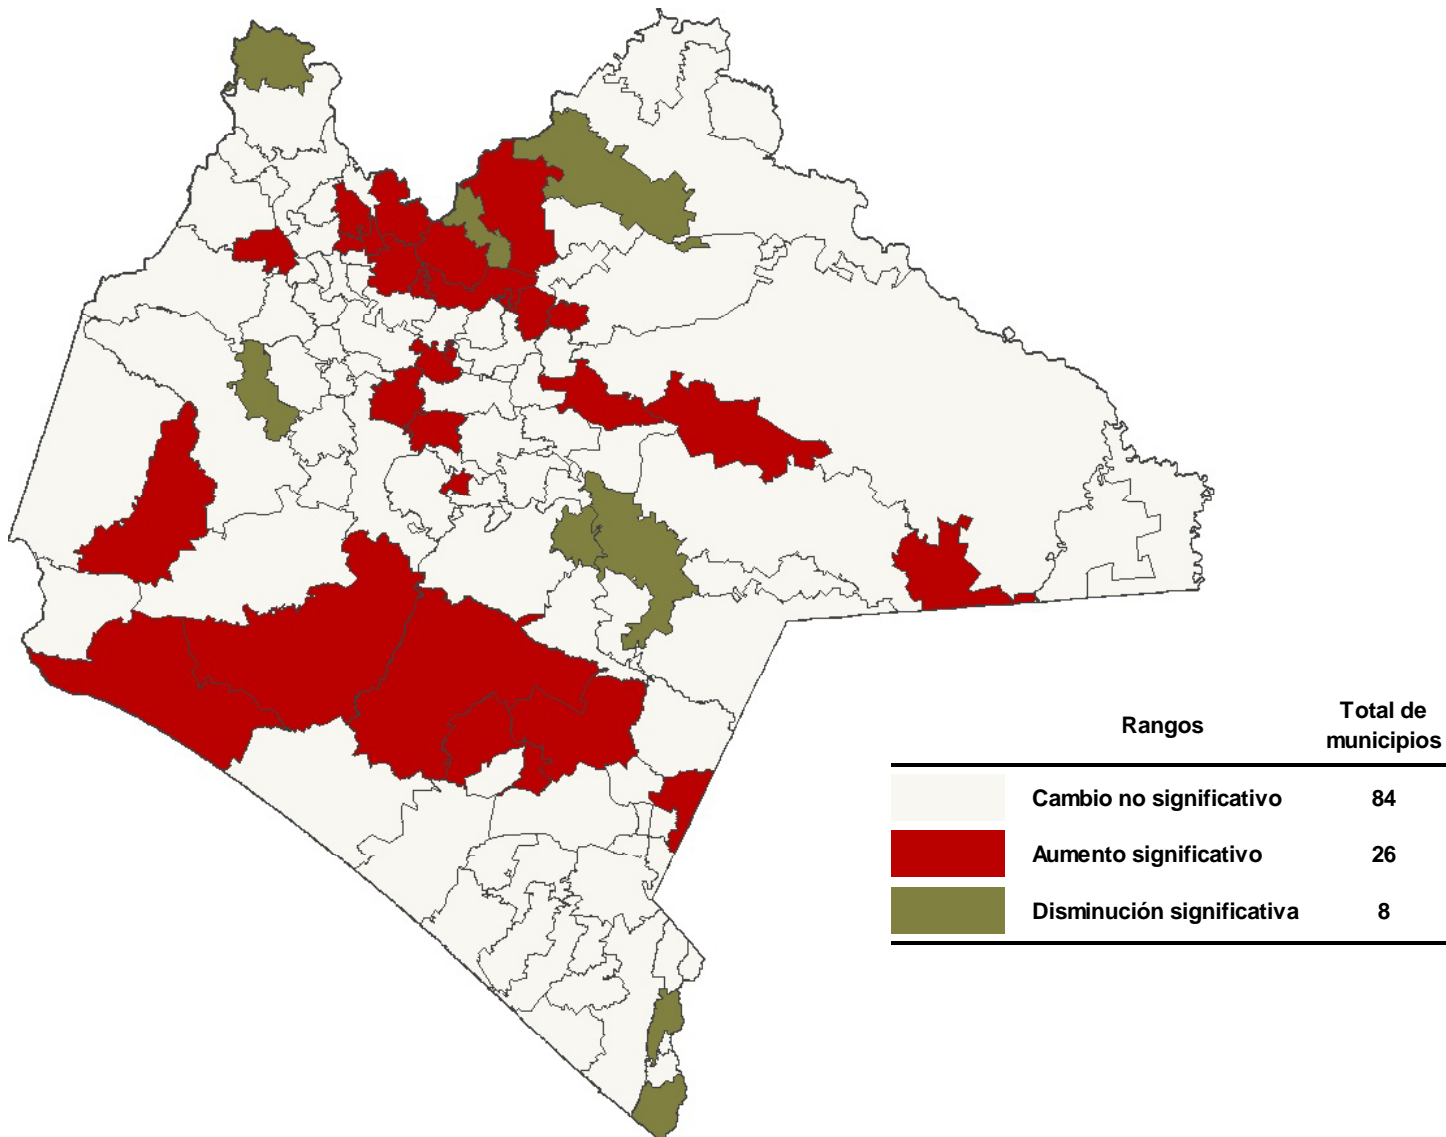 Rangos
Total de
municipios
Cambio no significativo 84
Aumento significativo 26
Disminución significativa 8